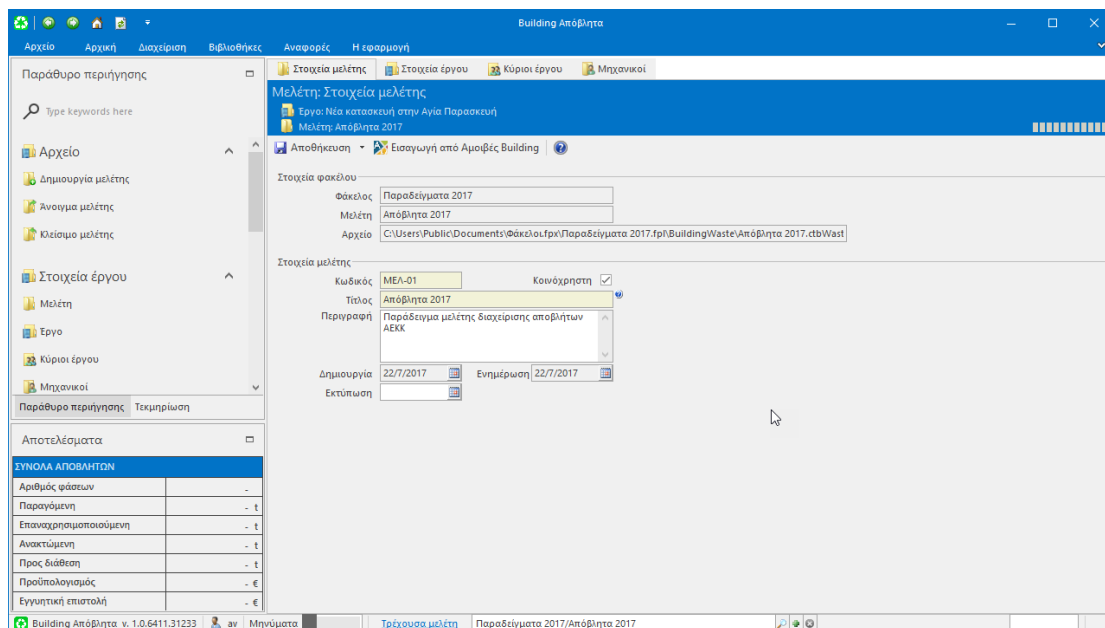 Building Απόβλητα
Αρχείο Αρχική Διαχείριση Βιβλιοθήκες Αναφορές Η εφαρμογή
Παράθυρο περιήγησης
Type keywords here
Αρχείο
Δημιουργία μελέτης
Άνοιγμα μελέτης
Κλείσιμο μελέτης
Στοιχεία έργου
Μελέτη
Έργο
Κύριοι έργου
Μηχανικοί
Παράθυρο περιήγησης Τεκμηρίωση
Αποτελέσματα
ΣΥΝΟΛΑ ΑΠΟΒΛΗΤΩΝ
Αριθμός φάσεων -
Παραγόμενη - t
Επαναχρησιμοποιούμενη - t
Ανακτώμενη - t
Προς διάθεση - t
Προϋπολογισμός - €
Εγγυητική επιστολή - €
Στοιχεία μελέτης Στοιχεία έργου Κύριοι έργου Μηχανικοί
Μελέτη: Στοιχεία μελέτης
Έργο: Νέα κατασκευή στην Αγία Παρασκευή
Μελέτη: Απόβλητα 2017
Αποθήκευση Εισαγωγή από Αμοιβές Building
Στοιχεία φακέλου
Φάκελος Παραδείγματα 2017
Μελέτη Απόβλητα 2017
Αρχείο C:\Users\Public\Documents\Φάκελοι.fpx\Παραδείγματα 2017.fpl\BuildingWaste\Απόβλητα 2017.ctbWast
Στοιχεία μελέτης
Κωδικός ΜΕΛ-01 Κοινόχρηστη
Τίτλος Απόβλητα 2017
Περιγραφή Παράδειγμα μελέτης διαχείρισης αποβλήτων
ΑΕΚΚ
Δημιουργία 22/7/2017 Ενημέρωση 22/7/2017
Εκτύπωση
Building Απόβλητα v. 1.0.6411.31233 av Μηνύματα Τρέχουσα μελέτη Παραδείγματα 2017/Απόβλητα 2017